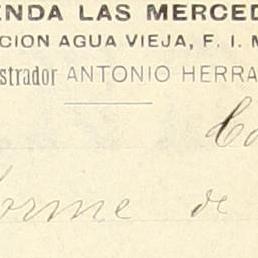 ENDA LAS MERCED
CION AGUA VIEJA, F. I. M
strador ANTONIO HERRA
Co
forme de